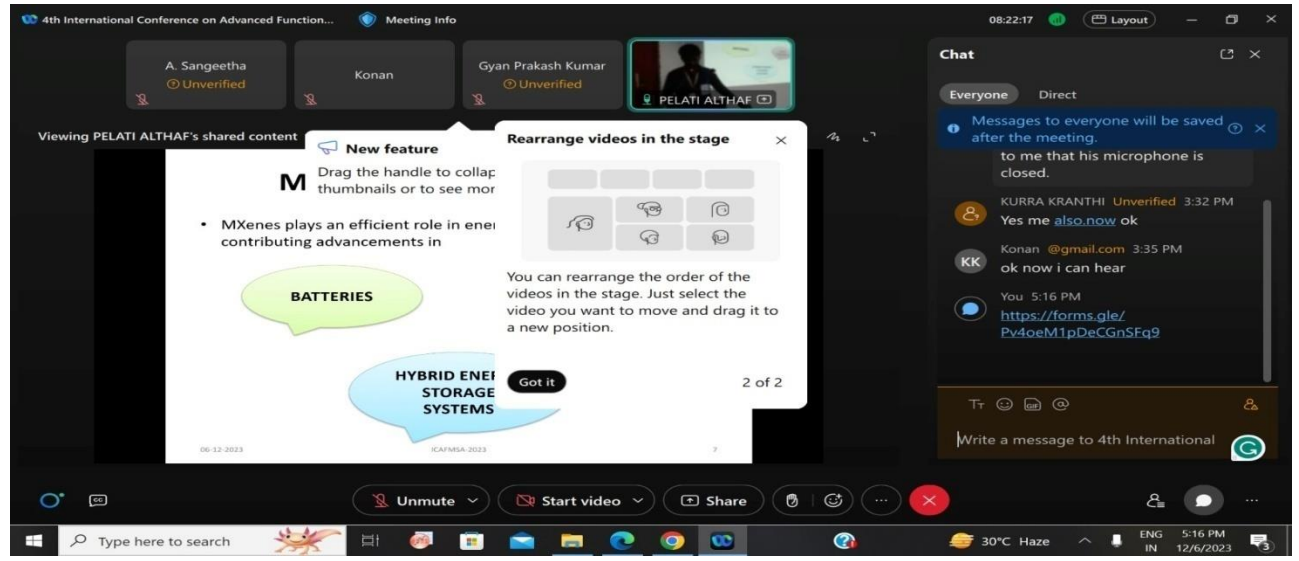 4th International Conference on Advanced Function...
Meeting Info
08:22:17
Layout
A. Sangeetha
Unverified
Konan
Gyan Prakash Kumar
Unverified
PELATI ALTHAF
Viewing PELATI ALTHAF's shared content
M
MXenes plays an efficient role in ener
contributing advancements in
BATTERIES
HYBRID ENER
STORAGE
SYSTEMS
06-12-2023
ICAFMSA-2023
7
New feature
Drag the handle to collap
thumbnails or to see mor
Rearrange videos in the stage
You can rearrange the order of the
videos in the stage. Just select the
video you want to move and drag it to
a new position.
Got it
2 of 2
Chat
Everyone
Direct
Messages to everyone will be saved
after the meeting.
to me that his microphone is
closed.
KURRA KRANTHI Unverified 3:32 PM
Yes me also.now ok
KK
Konan @gmail.com 3:35 PM
ok now i can hear
You 5:16 PM
https://forms.gle/
Pv4oeM1pDeCGnSFq9
GIF
Write a message to 4th International
CC
Unmute
Start video
Share
Type here to search
30°C Haze
ENG
IN
5:16 PM
12/6/2023
3